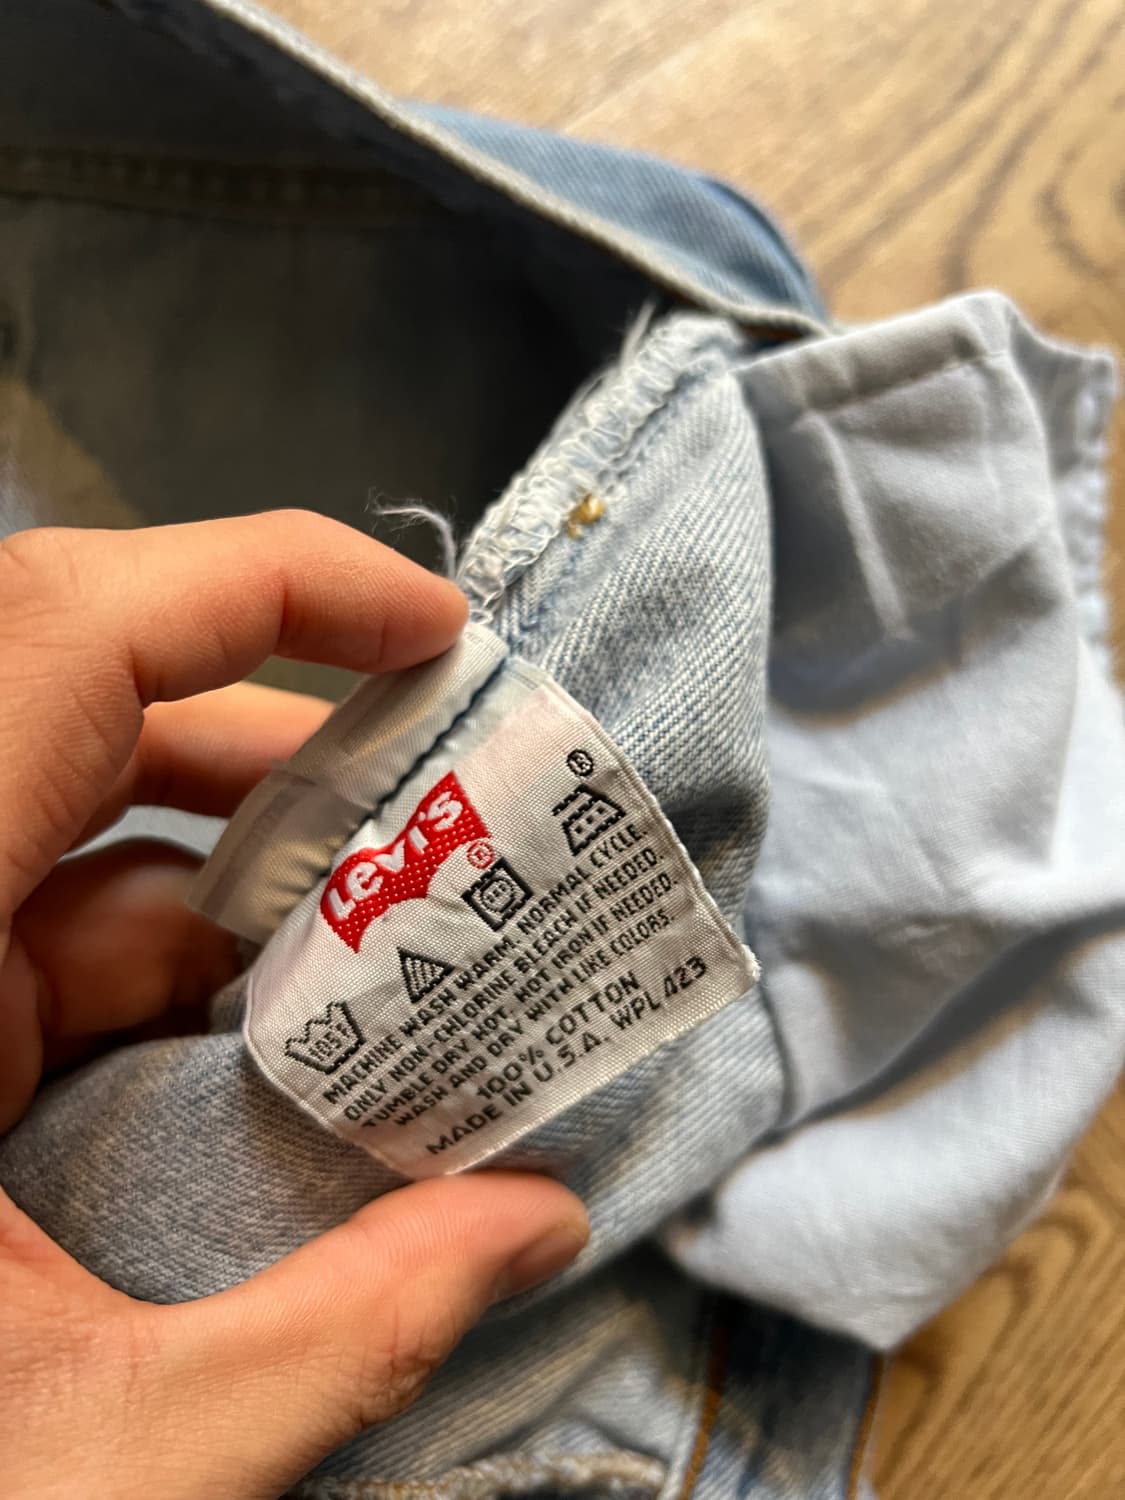 Levi's®
®
105F
MACHINE WASH WARM, NORMAL CYCLE.
ONLY NON-CHLORINE BLEACH IF NEEDED.
TUMBLE DRY HOT, HOT IRON IF NEEDED.
WASH AND DRY WITH LIKE COLORS.
100% COTTON
MADE IN U.S.A. WPL 423